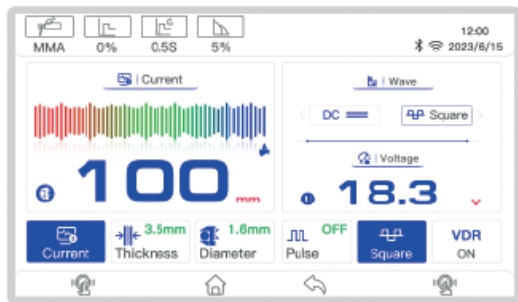 MMA 0% 0.5S 5%
12:00
2023/6/15
Current
Wave
DC Square
100 mm
Voltage
18.3 v
Current
3.5mm
Thickness
1.6mm
Diameter
OFF
Pulse
Square
VDR
ON